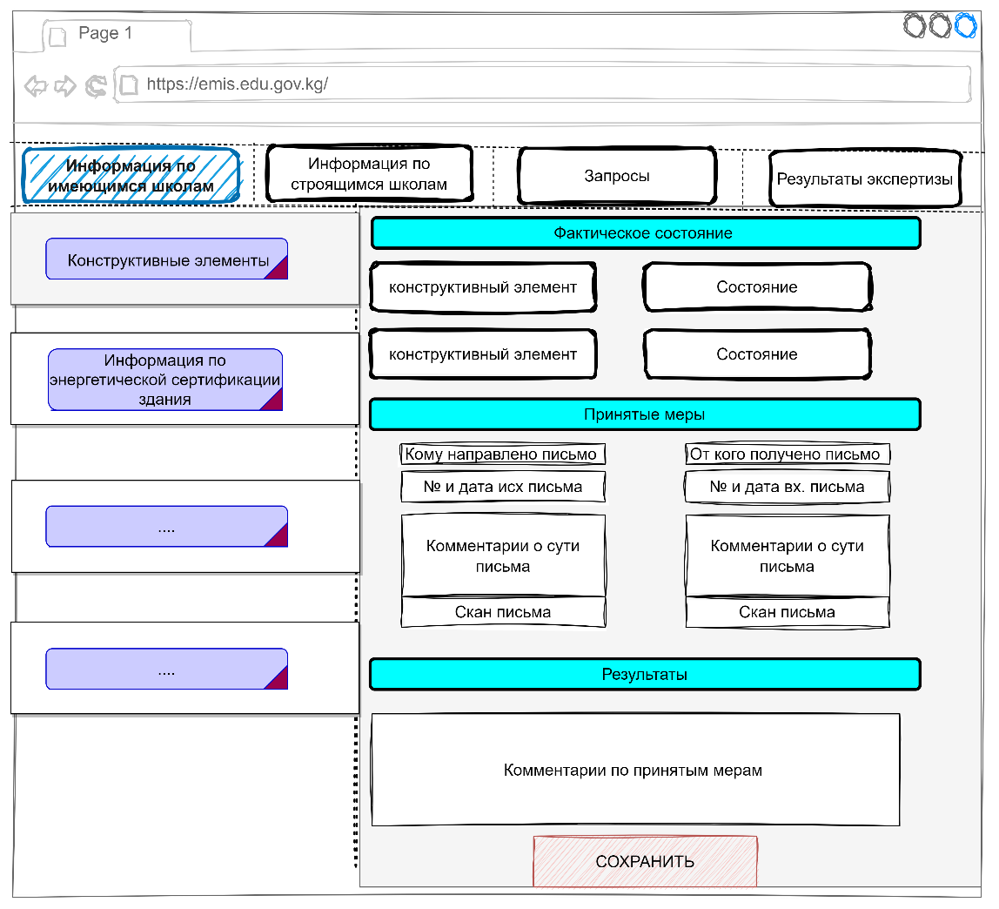 Page 1
https://emis.edu.gov.kg/
Информация по
имеющимся школам
Информация по
строящимся школам
Запросы
Результаты экспертизы
Конструктивные элементы
Информация по
энергетической сертификации
здания
....
....
Фактическое состояние
конструктивный элемент
Состояние
конструктивный элемент
Состояние
Принятые меры
Кому направлено письмо
От кого получено письмо
№ и дата исх письма
№ и дата вх. письма
Комментарии о сути
письма
Комментарии о сути
письма
Скан письма
Скан письма
Результаты
Комментарии по принятым мерам
СОХРАНИТЬ